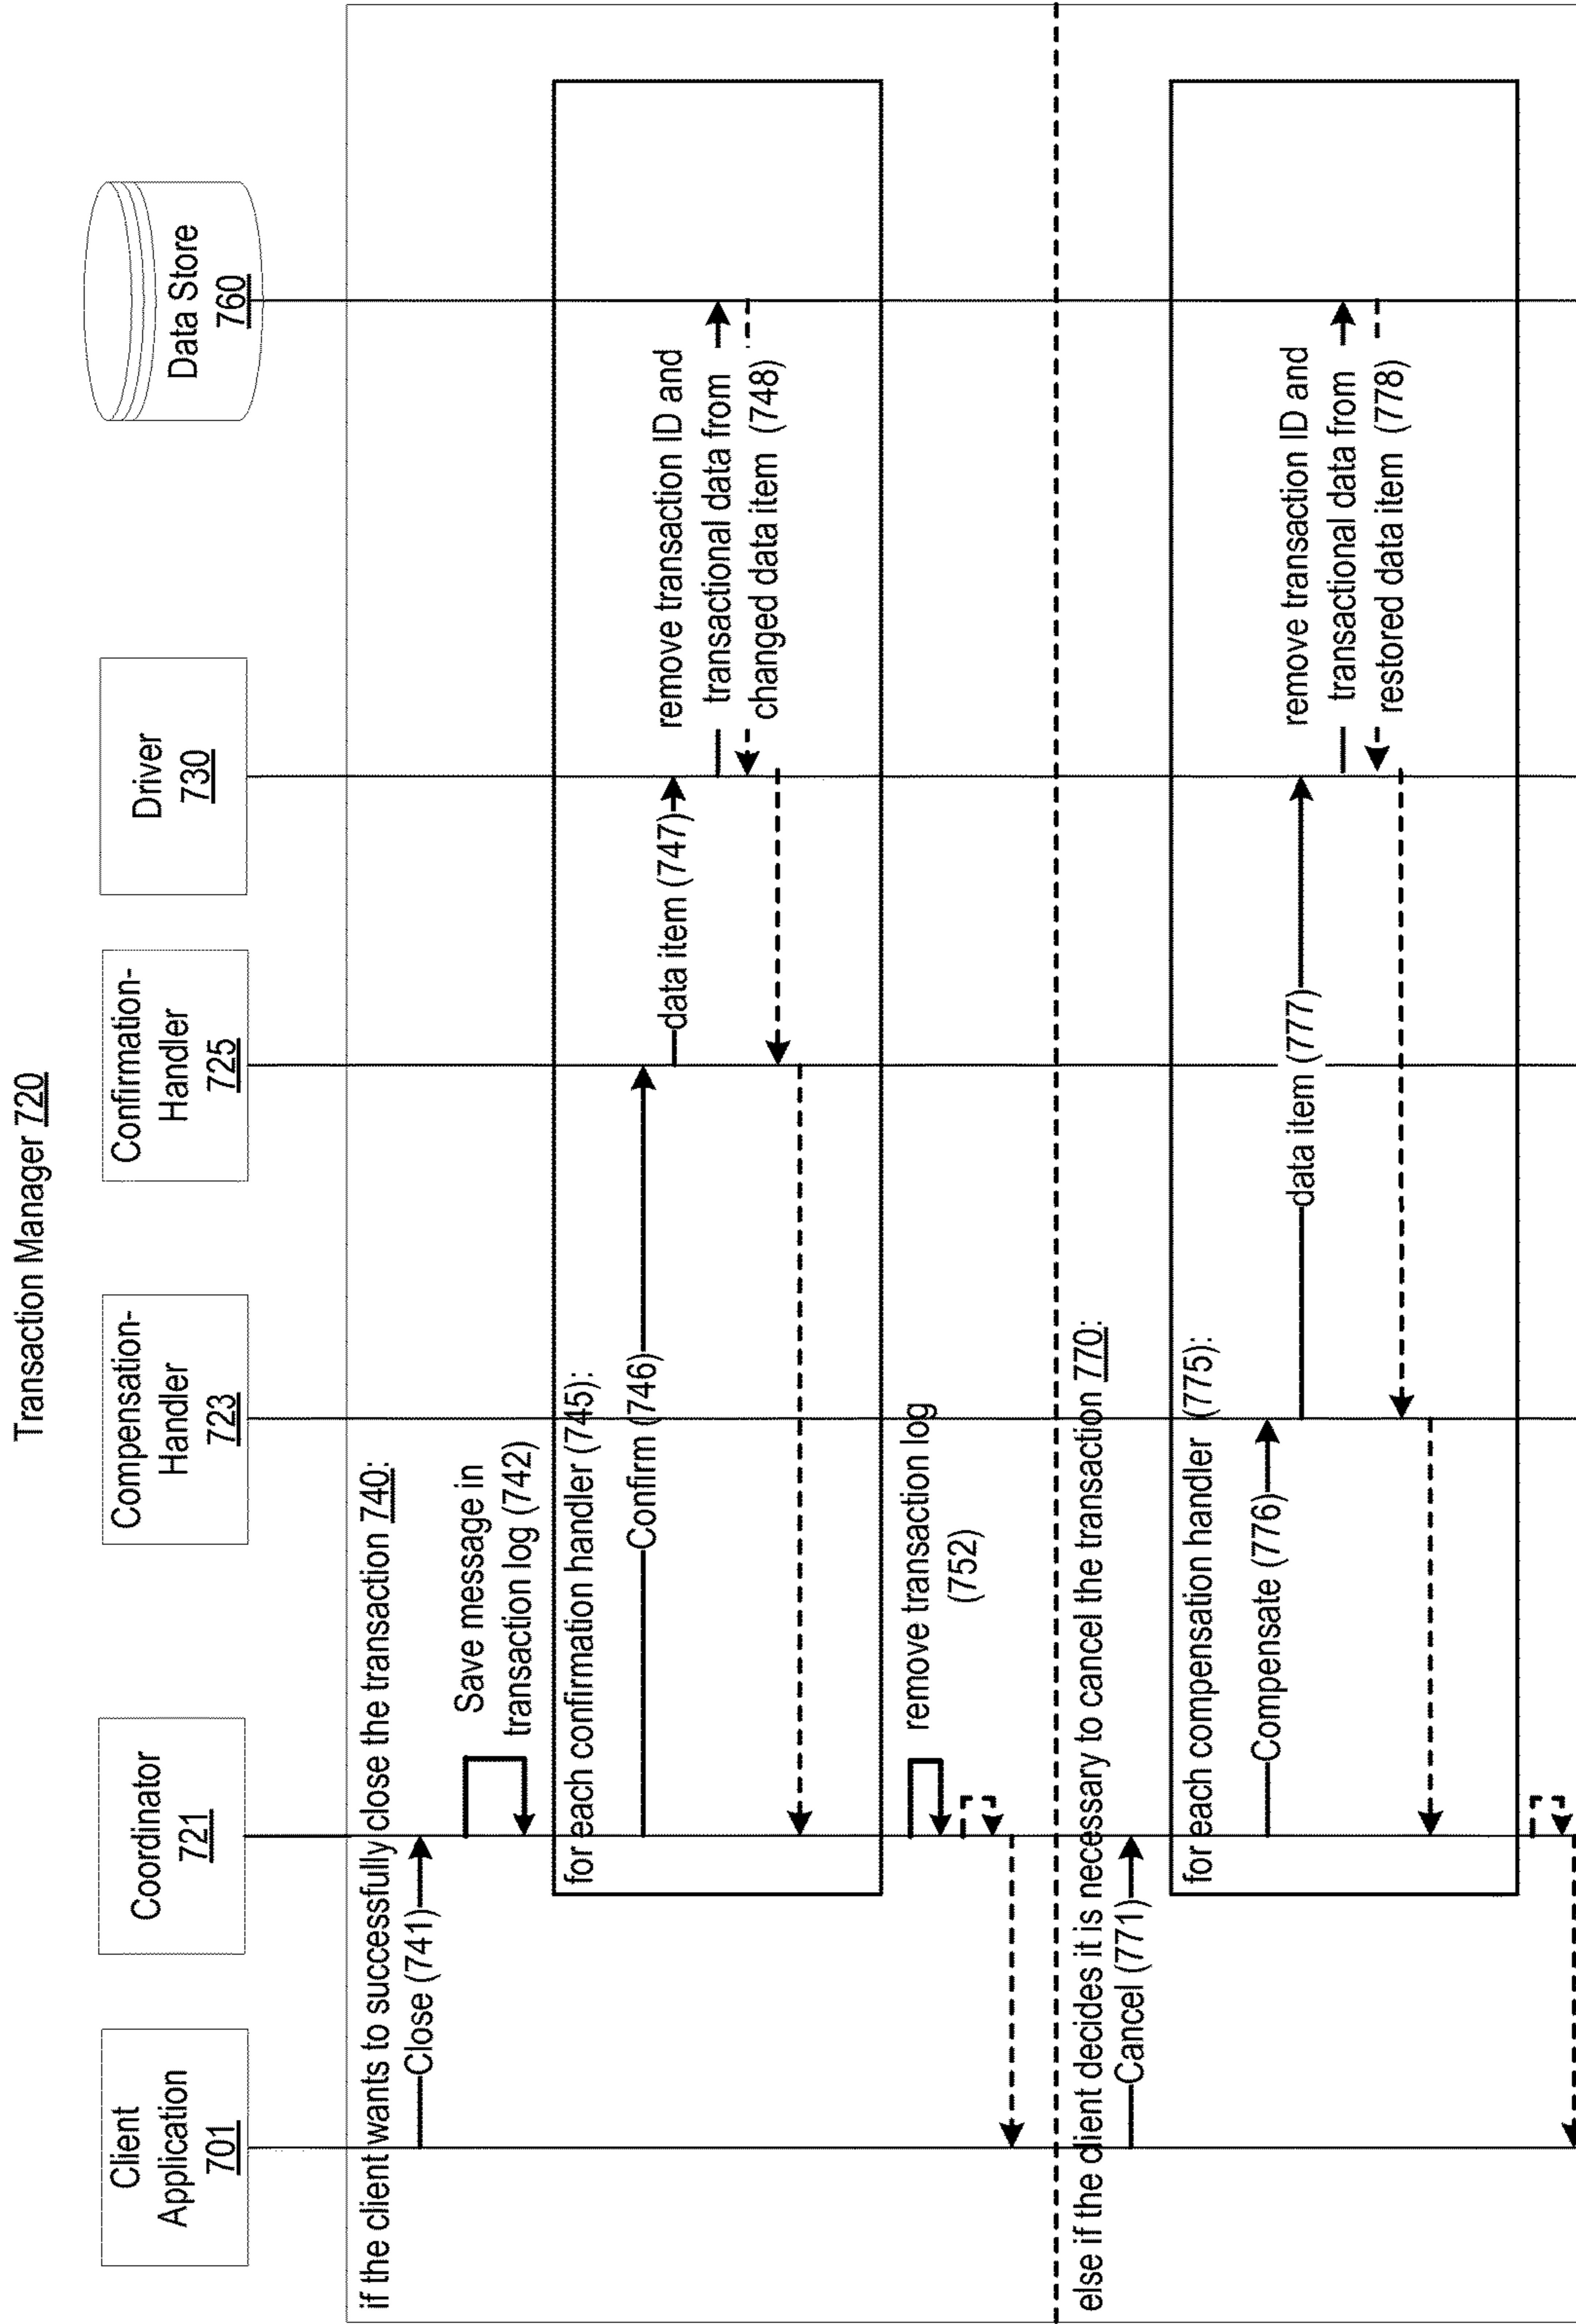 Transaction Manager 720
Client
Application
701
Coordinator
721
Compensation-
Handler
723
Confirmation-
Handler
725
Driver
730
Data Store
760
if the client wants to successfully close the transaction 740:
Close (741)
Save message in
transaction log (742)
for each confirmation handler (745):
Confirm (746)
data item (747)
remove transaction ID and
transactional data from
changed data item (748)
remove transaction log
(752)
else if the client decides it is necessary to cancel the transaction 770:
Cancel (771)
for each compensation handler (775):
Compensate (776)
data item (777)
remove transaction ID and
transactional data from
restored data item (778)